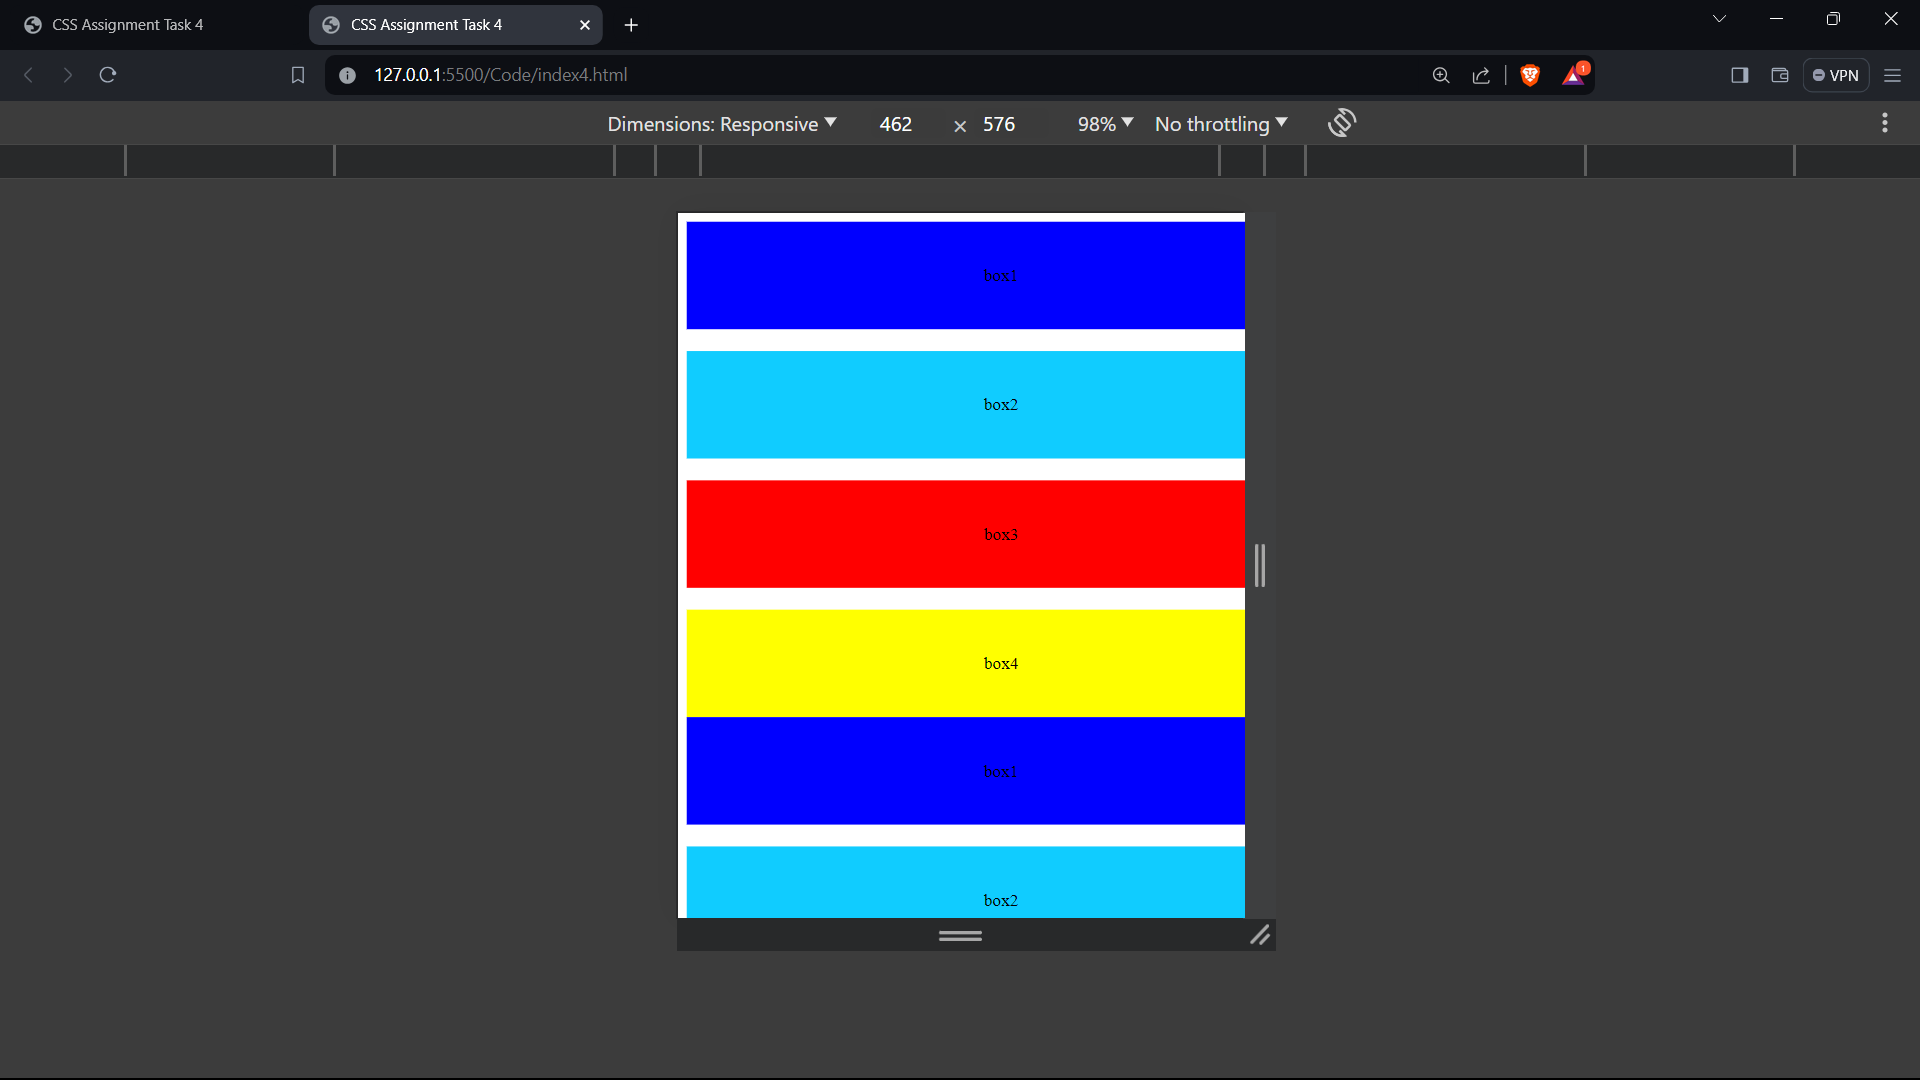 CSS Assignment Task 4
CSS Assignment Task 4
127.0.0.1:5500/Code/index4.html
1
VPN
Dimensions: Responsive 462 × 576 98% No throttling
box1
box2
box3
box4
box1
box2